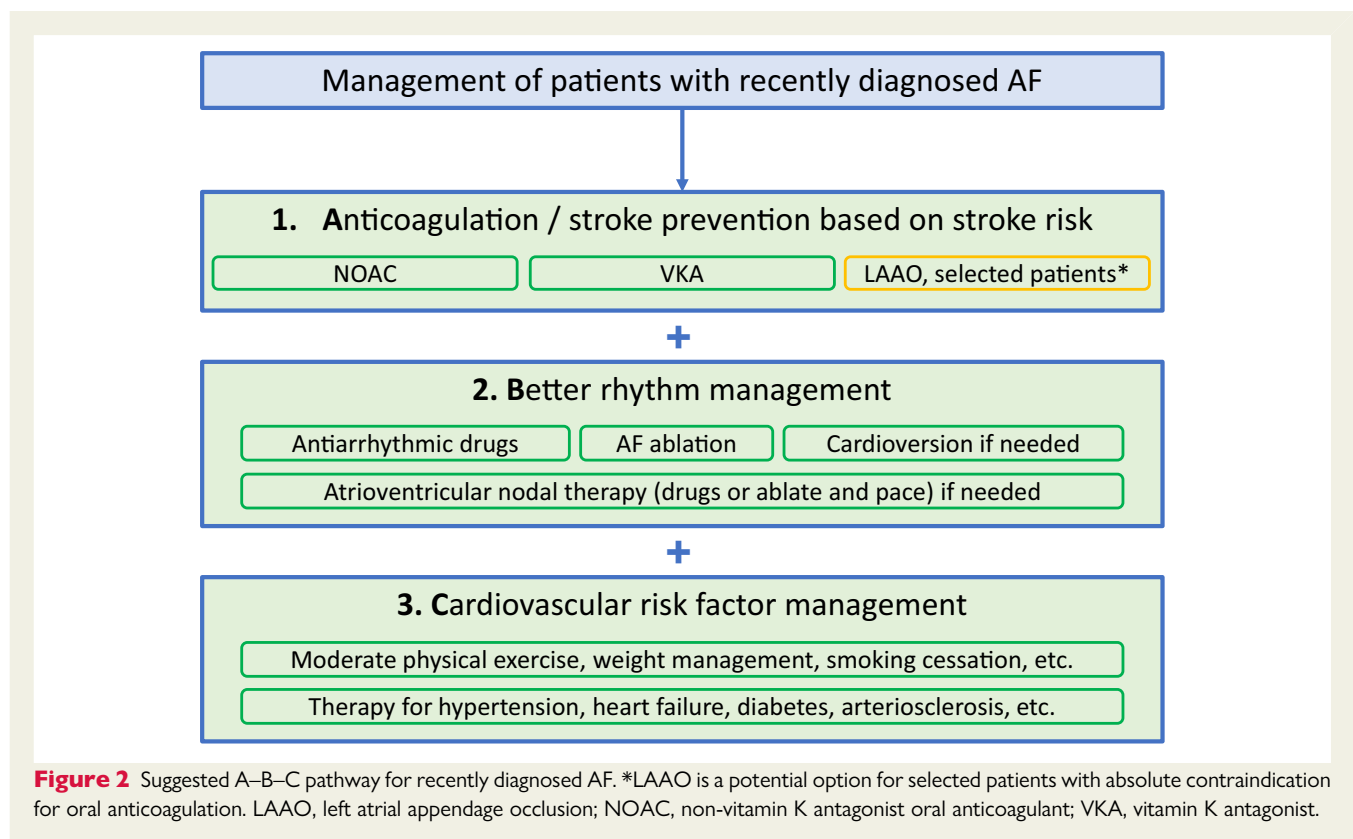 Management of patients with recently diagnosed AF
1. Anticoagulation / stroke prevention based on stroke risk
NOAC VKA LAAO, selected patients*
+
2. Better rhythm management
Antiarrhythmic drugs AF ablation Cardioversion if needed
Atrioventricular nodal therapy (drugs or ablate and pace) if needed
+
3. Cardiovascular risk factor management
Moderate physical exercise, weight management, smoking cessation, etc.
Therapy for hypertension, heart failure, diabetes, arteriosclerosis, etc.
Figure 2 Suggested A–B–C pathway for recently diagnosed AF. *LAAO is a potential option for selected patients with absolute contraindication
for oral anticoagulation. LAAO, left atrial appendage occlusion; NOAC, non-vitamin K antagonist oral anticoagulant; VKA, vitamin K antagonist.